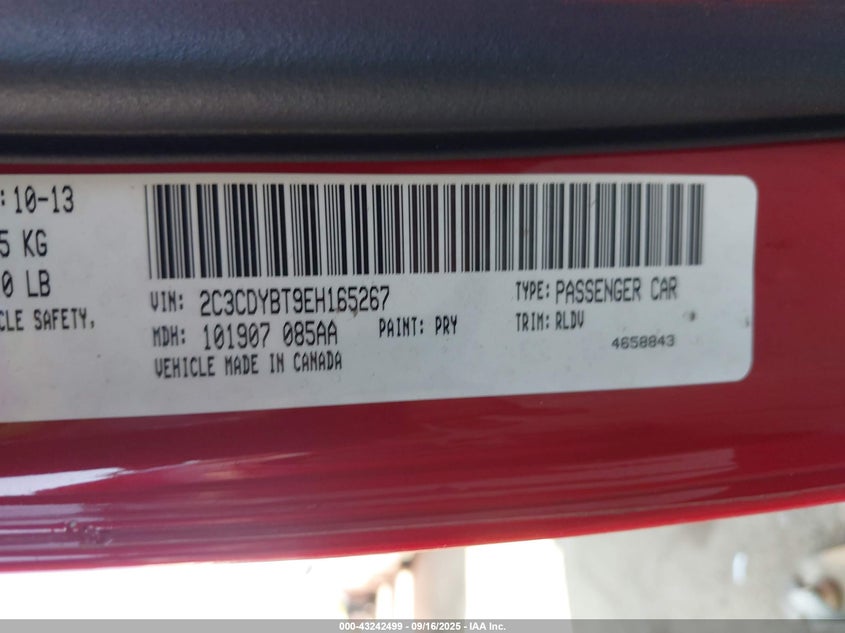 :10-13
5 KG
0 LB
CLE SAFETY,
VIN: 2C3CDYBT9EH165267
TYPE: PASSENGER CAR
MDH: 101907 085AA
PAINT: PRY
TRIM: RLDV
VEHICLE MADE IN CANADA
4658843
000-43242499 - 09/16/2025 - IAA Inc.